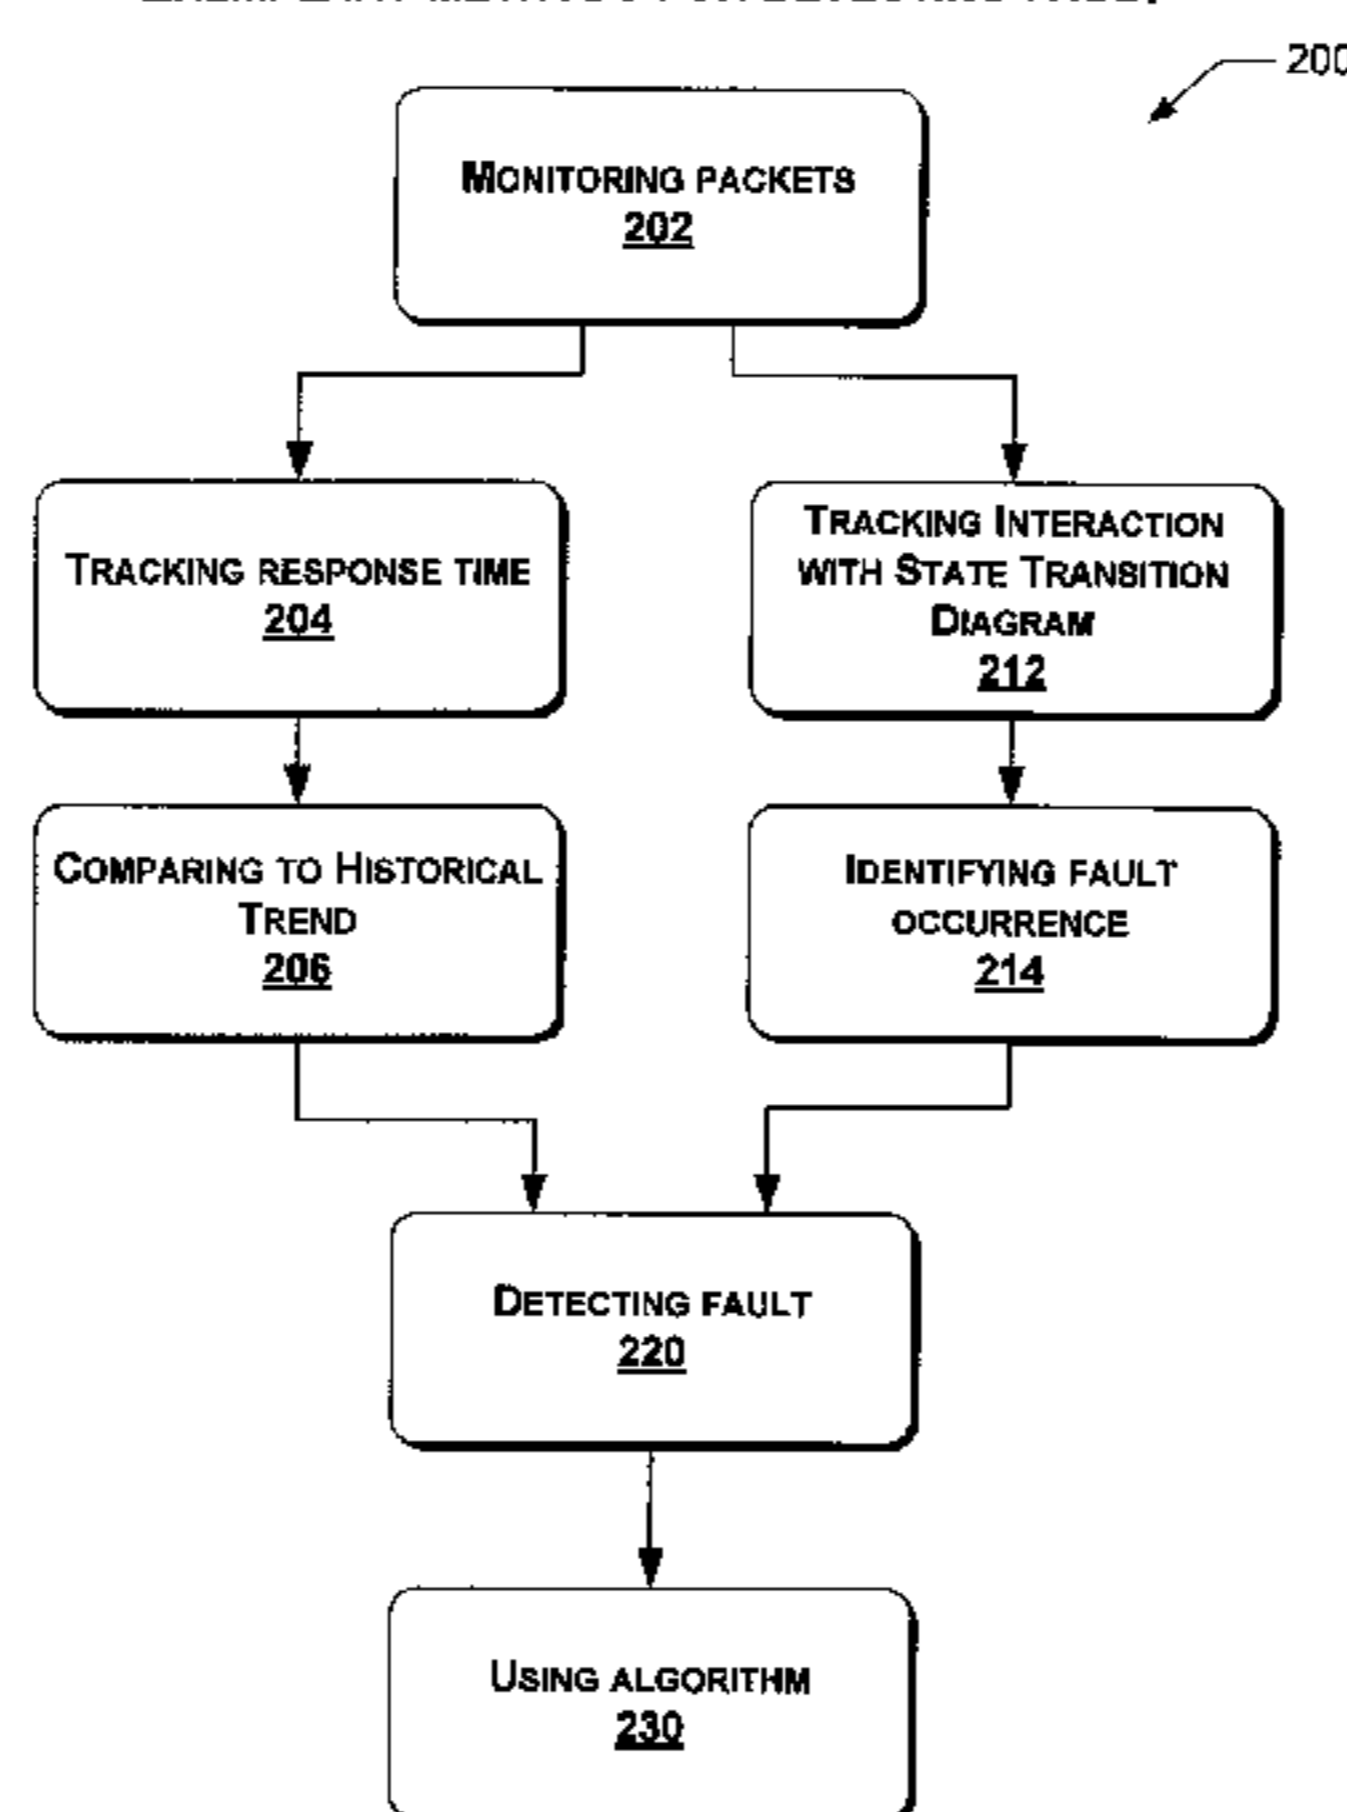 200
MONITORING PACKETS
202
TRACKING RESPONSE TIME
204
TRACKING INTERACTION
WITH STATE TRANSITION
DIAGRAM
212
COMPARING TO HISTORICAL
TREND
206
IDENTIFYING FAULT
OCCURRENCE
214
DETECTING FAULT
220
USING ALGORITHM
230